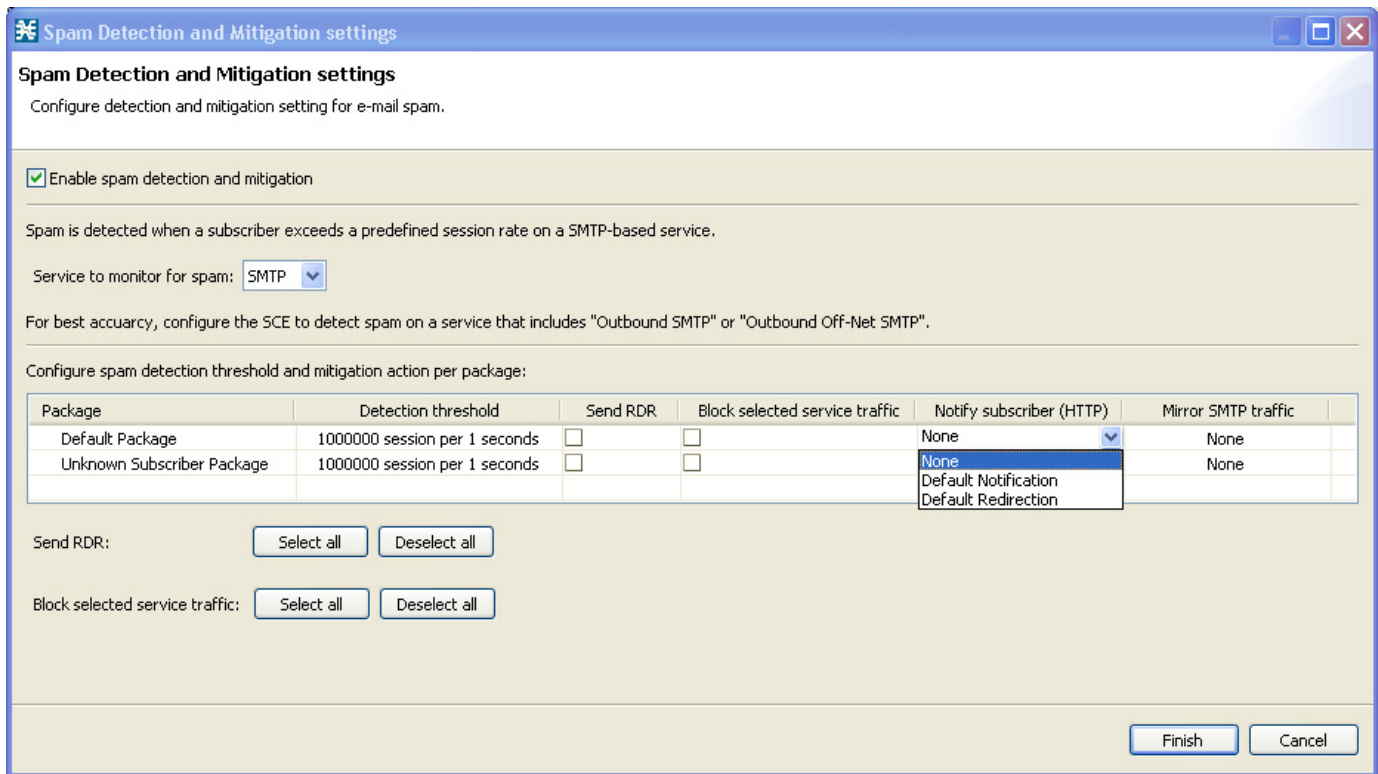 Spam Detection and Mitigation settings
Spam Detection and Mitigation settings
Configure detection and mitigation setting for e-mail spam.
Enable spam detection and mitigation
Spam is detected when a subscriber exceeds a predefined session rate on a SMTP-based service.
Service to monitor for spam: SMTP
For best accuarcy, configure the SCE to detect spam on a service that includes "Outbound SMTP" or "Outbound Off-Net SMTP".
Configure spam detection threshold and mitigation action per package:
Package Detection threshold Send RDR Block selected service traffic Notify subscriber (HTTP) Mirror SMTP traffic
Default Package 1000000 session per 1 seconds None None
Unknown Subscriber Package 1000000 session per 1 seconds None None
Default Notification
Default Redirection
Send RDR: Select all Deselect all
Block selected service traffic: Select all Deselect all
Finish Cancel